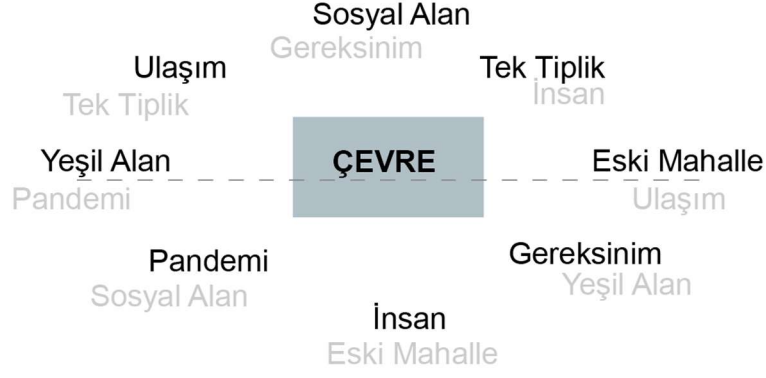 Sosyal Alan
Gereksinim
Ulaşım
Tek Tiplik
Tek Tiplik
İnsan
Yeşil Alan
ÇEVRE
Eski Mahalle
Pandemi
Ulaşım
Pandemi
Gereksinim
Sosyal Alan
Yeşil Alan
İnsan
Eski Mahalle